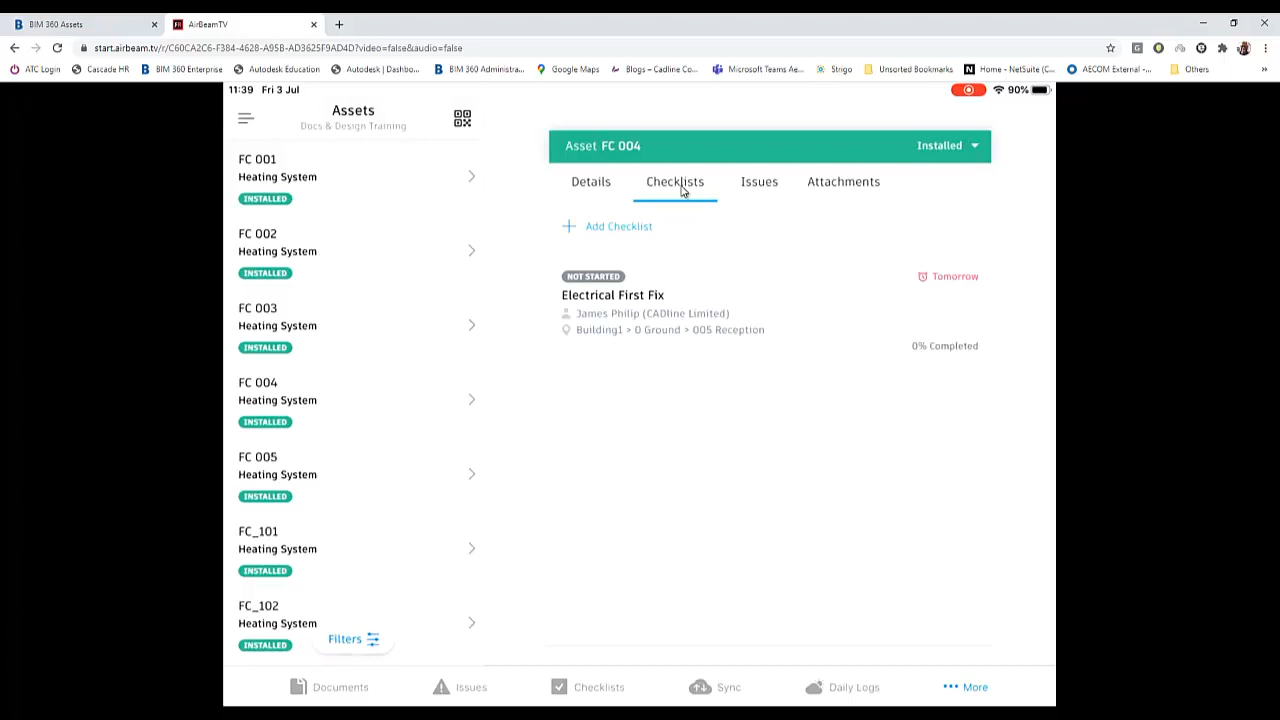 BIM 360 Assets
AirBeamTV
start.airbeam.tv/r/C60CA2C6-F384-4628-A95B-AD3625F9AD4D?video=false&audio=false
ATC Login
Cascade HR
BIM 360 Enterprise
Autodesk Education
Autodesk | Dashbo...
BIM 360 Administra...
Google Maps
Blogs – Cadline Co...
Microsoft Teams Ae...
Strigo
Unsorted Bookmarks
Home - NetSuite (C...
AECOM External -...
Others
11:39 Fri 3 Jul
90%
Assets
Docs & Design Training
FC 001
Heating System
INSTALLED
FC 002
Heating System
INSTALLED
FC 003
Heating System
INSTALLED
FC 004
Heating System
INSTALLED
FC 005
Heating System
INSTALLED
FC_101
Heating System
INSTALLED
FC_102
Heating System
INSTALLED
Filters
Asset FC 004
Installed
Details
Checklists
Issues
Attachments
Add Checklist
NOT STARTED
Tomorrow
Electrical First Fix
James Philip (CADline Limited)
Building1 > 0 Ground > 005 Reception
0% Completed
Documents
Issues
Checklists
Sync
Daily Logs
More